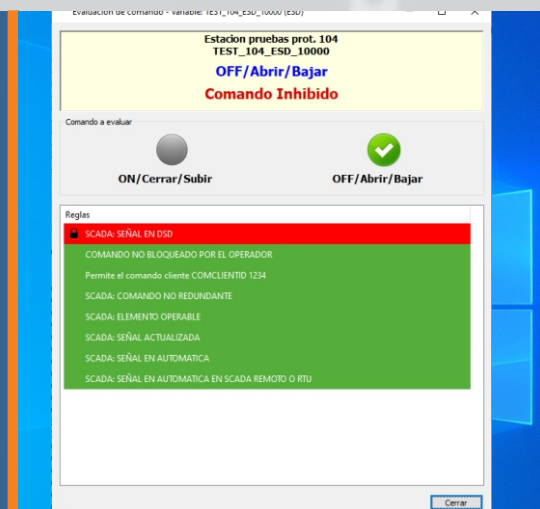 Evaluación de comando - Variable: TEST_104_ESD_10000 (ESD)
Estacion pruebas prot. 104
TEST_104_ESD_10000
OFF/Abrir/Bajar
Comando Inhibido
Comando a evaluar
ON/Cerrar/Subir
OFF/Abrir/Bajar
Reglas
SCADA: SEÑAL EN DSD
COMANDO NO BLOQUEADO POR EL OPERADOR
Permite el comando cliente COMCLIENTID 1234
SCADA: COMANDO NO REDUNDANTE
SCADA: ELEMENTO OPERABLE
SCADA: SEÑAL ACTUALIZADA
SCADA: SEÑAL EN AUTOMATICA
SCADA: SEÑAL EN AUTOMATICA EN SCADA REMOTO O RTU
Cerrar